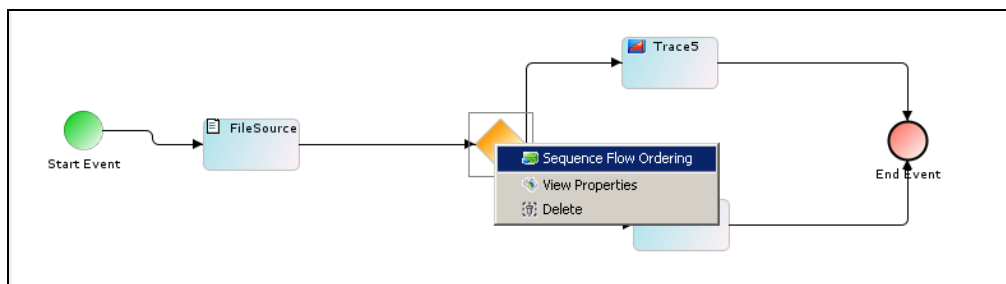 Trace5
FileSource
Start Event
Sequence Flow Ordering
View Properties
Delete
End Event